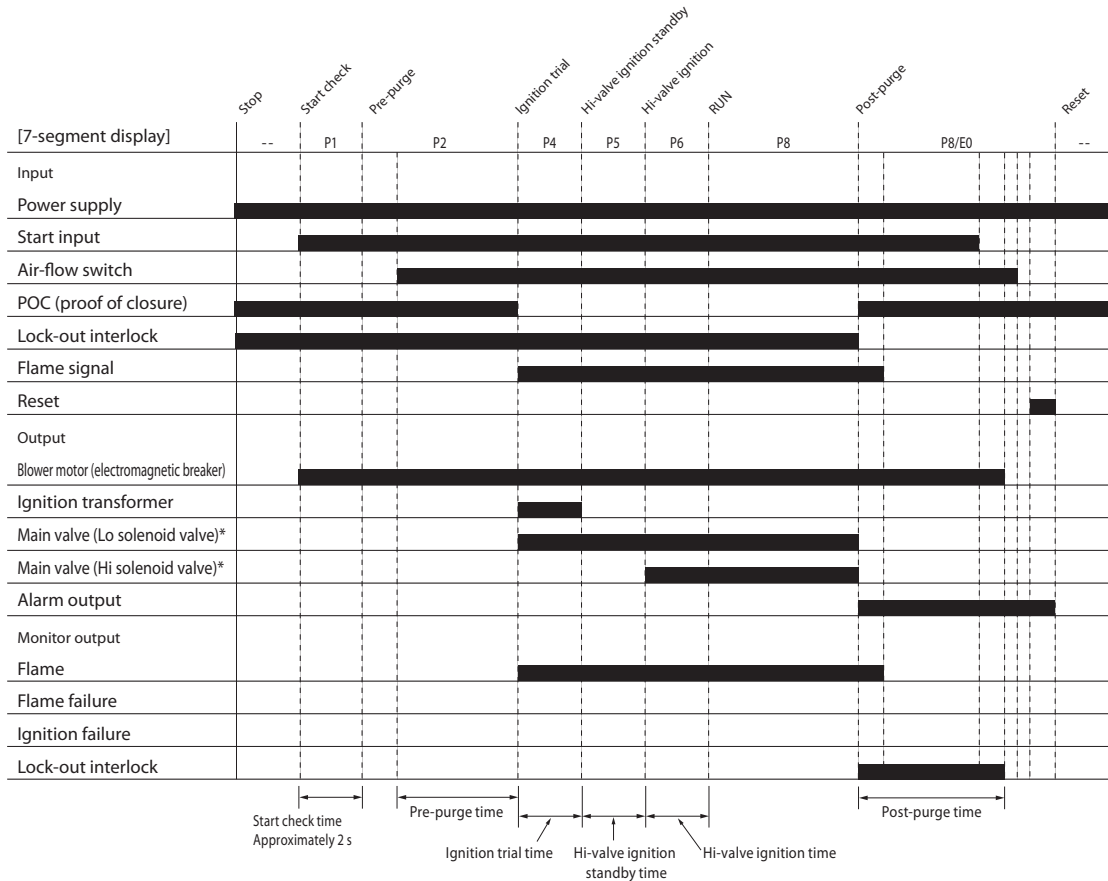 Stop
Start check
Pre-purge
Ignition trial
Hi-valve ignition standby
Hi-valve ignition
RUN
Post-purge
Reset
[7-segment display]
-- P1 P2 P4 P5 P6 P8 P8/E0 --
Input
Power supply
Start input
Air-flow switch
POC (proof of closure)
Lock-out interlock
Flame signal
Reset
Output
Blower motor (electromagnetic breaker)
Ignition transformer
Main valve (Lo solenoid valve)*
Main valve (Hi solenoid valve)*
Alarm output
Monitor output
Flame
Flame failure
Ignition failure
Lock-out interlock
Start check time
Approximately 2 s
Pre-purge time
Ignition trial time
Hi-valve ignition
standby time
Hi-valve ignition time
Post-purge time